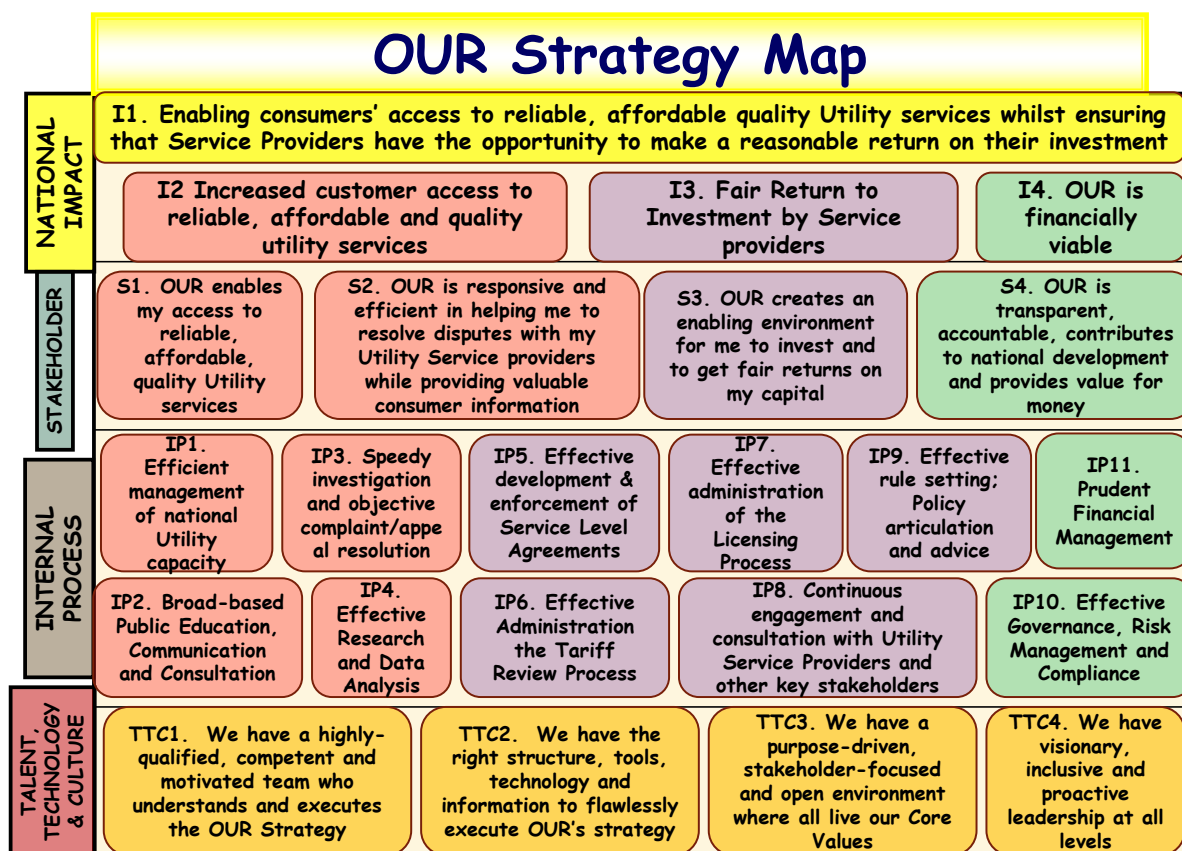 OUR Strategy Map
NATIONAL
IMPACT
I1. Enabling consumers' access to reliable, affordable quality Utility services whilst ensuring
that Service Providers have the opportunity to make a reasonable return on their investment
I2 Increased customer access to
reliable, affordable and quality
utility services
I3. Fair Return to
Investment by Service
providers
I4. OUR is
financially
viable
STAKEHOLDER
S1. OUR enables
my access to
reliable,
affordable,
quality Utility
services
S2. OUR is responsive and
efficient in helping me to
resolve disputes with my
Utility Service providers
while providing valuable
consumer information
S3. OUR creates an
enabling environment
for me to invest and
to get fair returns on
my capital
S4. OUR is
transparent,
accountable, contributes
to national development
and provides value for
money
INTERNAL
PROCESS
IP1.
Efficient
management
of national
Utility
capacity
IP3. Speedy
investigation
and objective
complaint/appe
al resolution
IP5. Effective
development &
enforcement of
Service Level
Agreements
IP7.
Effective
administration
of the
Licensing
Process
IP9. Effective
rule setting;
Policy
articulation
and advice
IP11.
Prudent
Financial
Management
IP2. Broad-based
Public Education,
Communication
and Consultation
IP4.
Effective
Research
and Data
Analysis
IP6. Effective
Administration
the Tariff
Review Process
IP8. Continuous
engagement and
consultation with Utility
Service Providers and
other key stakeholders
IP10. Effective
Governance, Risk
Management and
Compliance
TALENT,
TECHNOLOGY
& CULTURE
TTC1. We have a highly-
qualified, competent and
motivated team who
understands and executes
the OUR Strategy
TTC2. We have the
right structure, tools,
technology and
information to flawlessly
execute OUR's strategy
TTC3. We have a
purpose-driven,
stakeholder-focused
and open environment
where all live our Core
Values
TTC4. We have
visionary,
inclusive and
proactive
leadership at all
levels